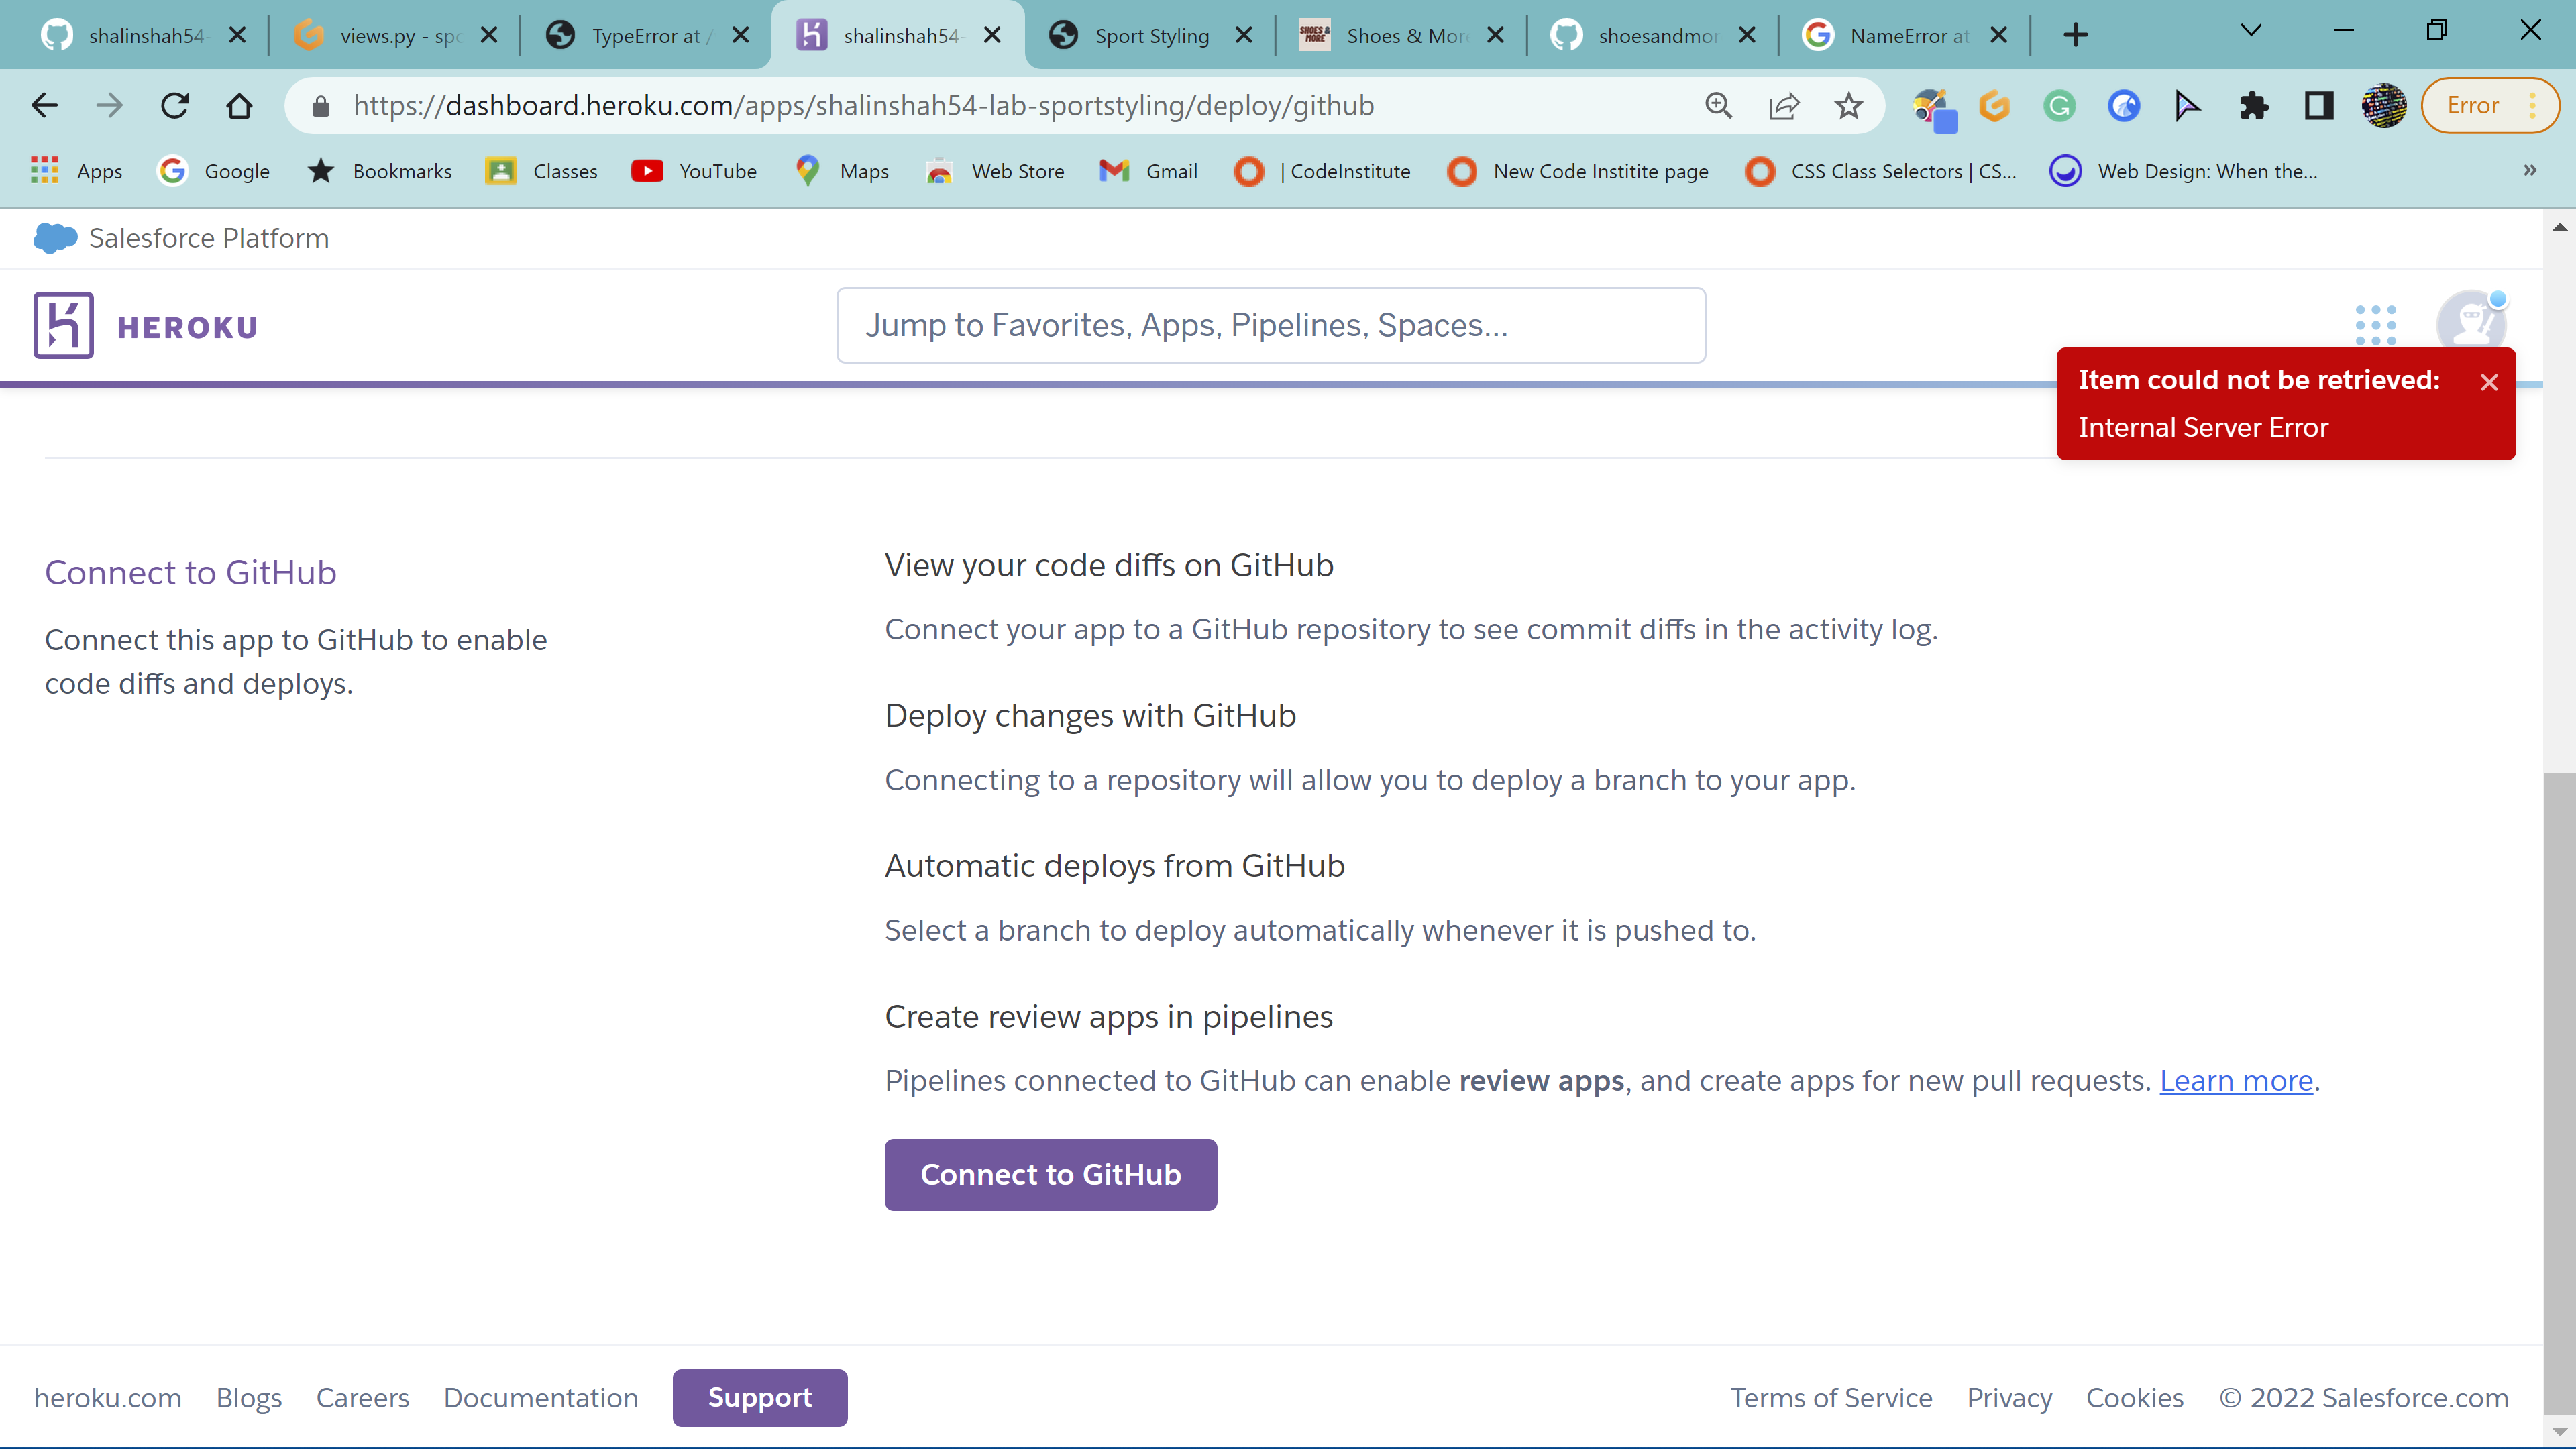 shalinshah54-
views.py - spo
TypeError at /
shalinshah54-
Sport Styling
Shoes & More
shoesandmor
NameError at
https://dashboard.heroku.com/apps/shalinshah54-lab-sportstyling/deploy/github
Error
Apps
Google
Bookmarks
Classes
YouTube
Maps
Web Store
Gmail
| CodeInstitute
New Code Institite page
CSS Class Selectors | CS...
Web Design: When the...
»
Salesforce Platform
HEROKU
Jump to Favorites, Apps, Pipelines, Spaces...
Item could not be retrieved:
Internal Server Error
Connect to GitHub
Connect this app to GitHub to enable
code diffs and deploys.
View your code diffs on GitHub
Connect your app to a GitHub repository to see commit diffs in the activity log.
Deploy changes with GitHub
Connecting to a repository will allow you to deploy a branch to your app.
Automatic deploys from GitHub
Select a branch to deploy automatically whenever it is pushed to.
Create review apps in pipelines
Pipelines connected to GitHub can enable review apps, and create apps for new pull requests. Learn more.
Connect to GitHub
heroku.com
Blogs
Careers
Documentation
Support
Terms of Service
Privacy
Cookies
© 2022 Salesforce.com